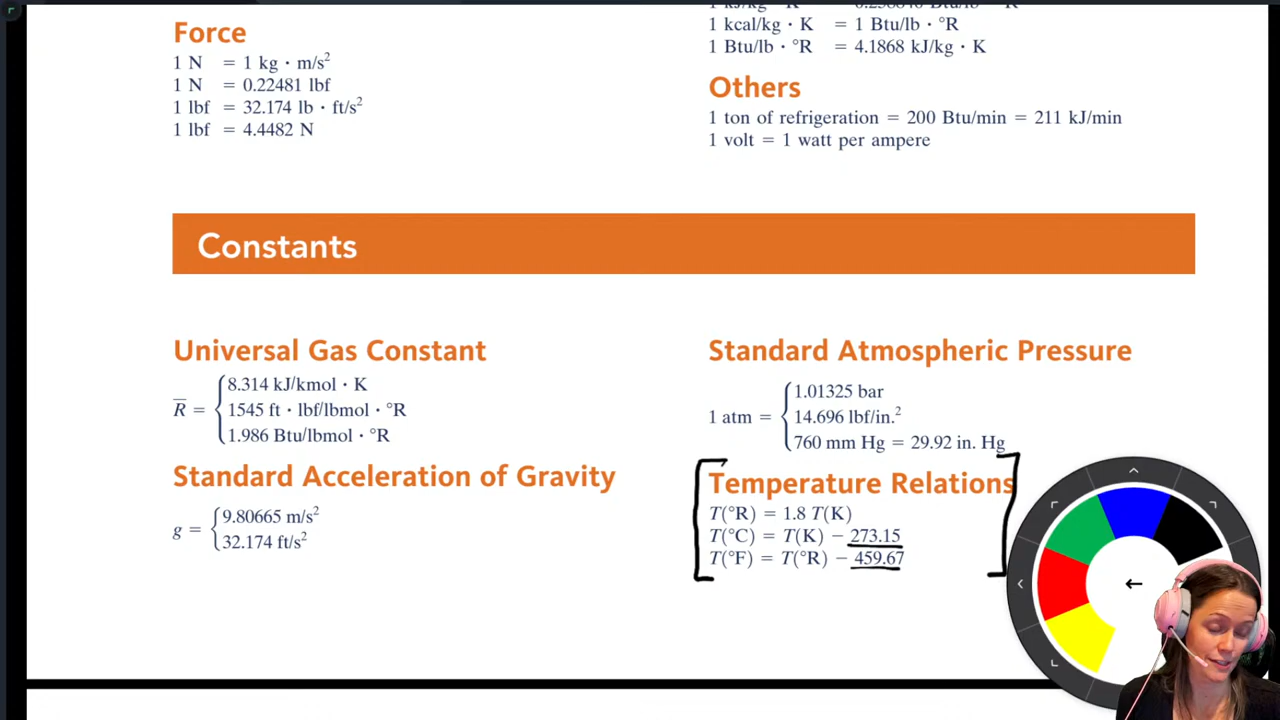 Force
1 N = 1 kg · m/s²
1 N = 0.22481 lbf
1 lbf = 32.174 lb · ft/s²
1 lbf = 4.4482 N
1 kcal/kg · K = 1 Btu/lb · °R
1 Btu/lb · °R = 4.1868 kJ/kg · K
Others
1 ton of refrigeration = 200 Btu/min = 211 kJ/min
1 volt = 1 watt per ampere
Constants
Universal Gas Constant
R̅ =
8.314 kJ/kmol · K
1545 ft · lbf/lbmol · °R
1.986 Btu/lbmol · °R
Standard Acceleration of Gravity
g =
9.80665 m/s²
32.174 ft/s²
Standard Atmospheric Pressure
1 atm =
1.01325 bar
14.696 lbf/in.²
760 mm Hg = 29.92 in. Hg
Temperature Relations
T(°R) = 1.8 T(K)
T(°C) = T(K) − 273.15
T(°F) = T(°R) − 459.67